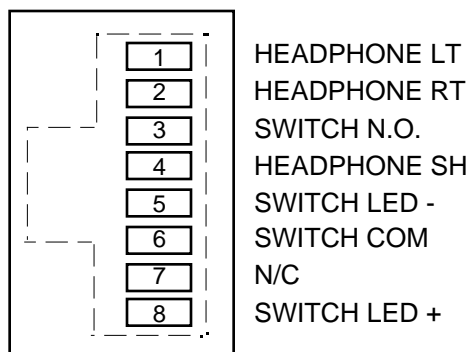 1 HEADPHONE LT
2 HEADPHONE RT
3 SWITCH N.O.
4 HEADPHONE SH
5 SWITCH LED -
6 SWITCH COM
7 N/C
8 SWITCH LED +